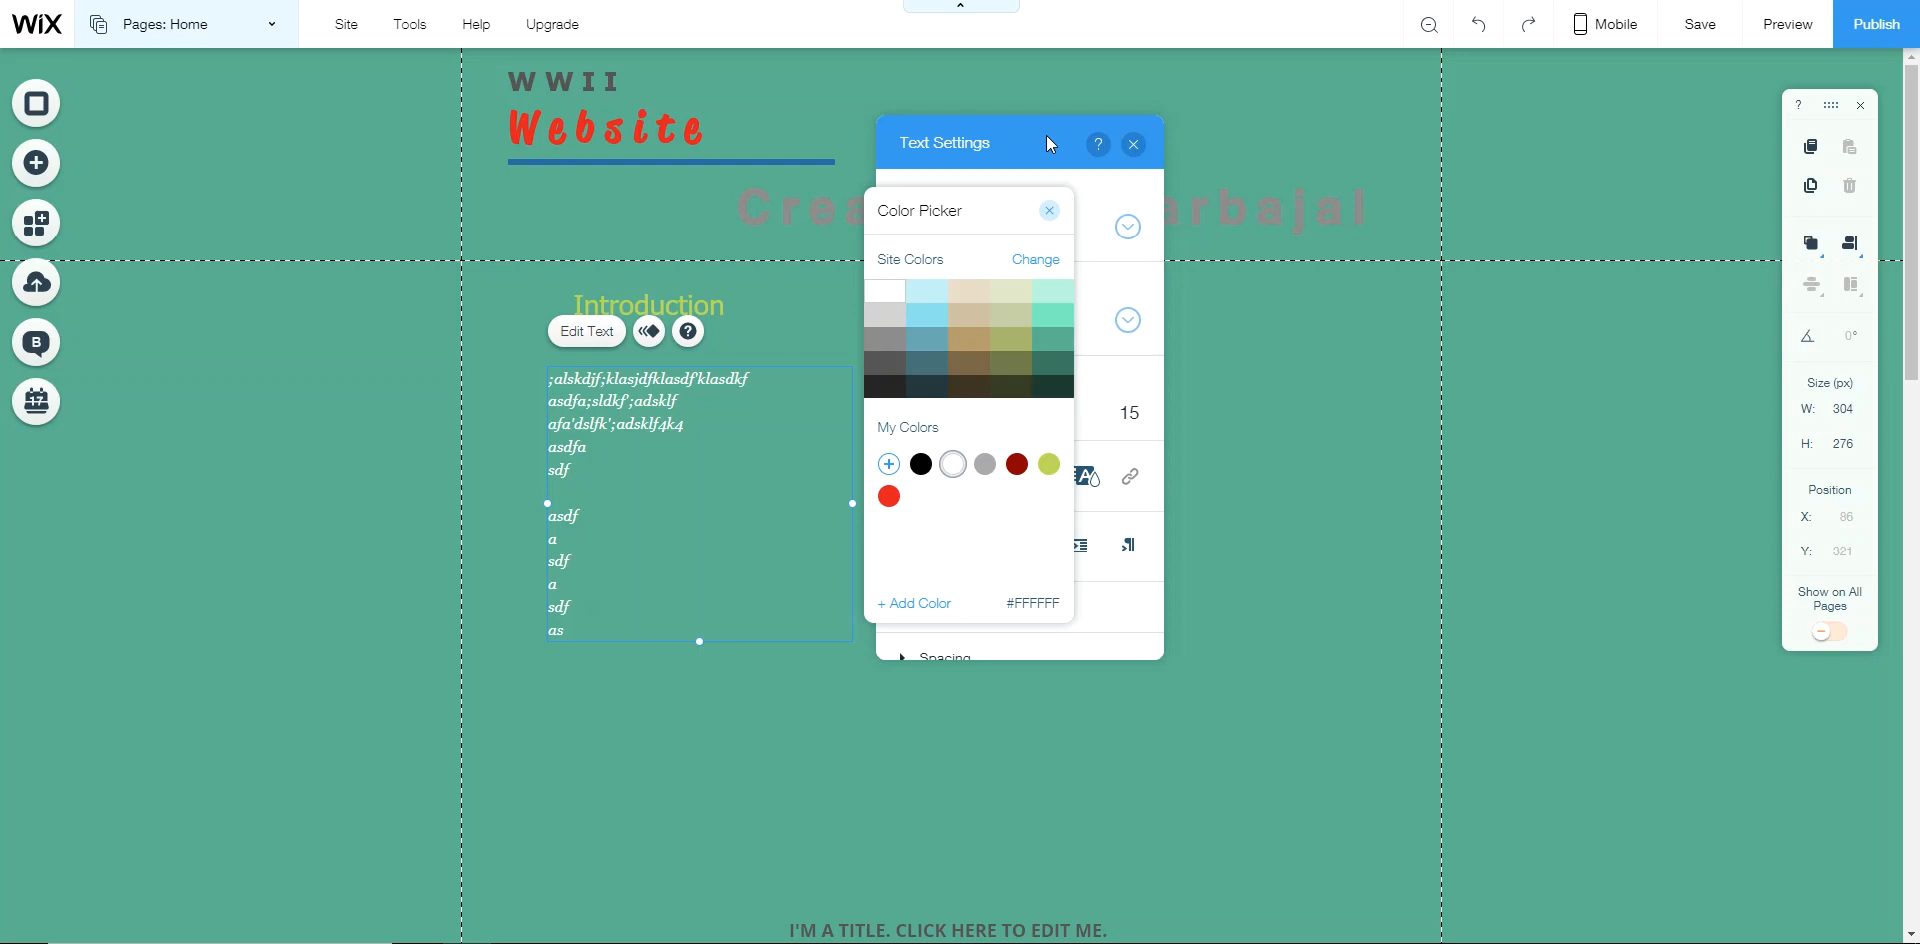 WiX Pages: Home Site Tools Help Upgrade Mobile Save Preview Publish
WWII
Website
Text Settings ?
Crea arbajal
Color Picker
Site Colors Change
Introduction
Edit Text ?
;alskdjf;klasjdfklasdf'klasdkf
asdfa;sldkf';adsklf
afa'dslfk';adsklf4k4
asdfa
sdf
asdf
a
sdf
a
sdf
as
15
My Colors
A
+ Add Color #FFFFFF
Spacing
B
17
?
0°
Size (px)
W: 304
H: 276
Position
X: 86
Y: 321
Show on All
Pages
I'M A TITLE. CLICK HERE TO EDIT ME.